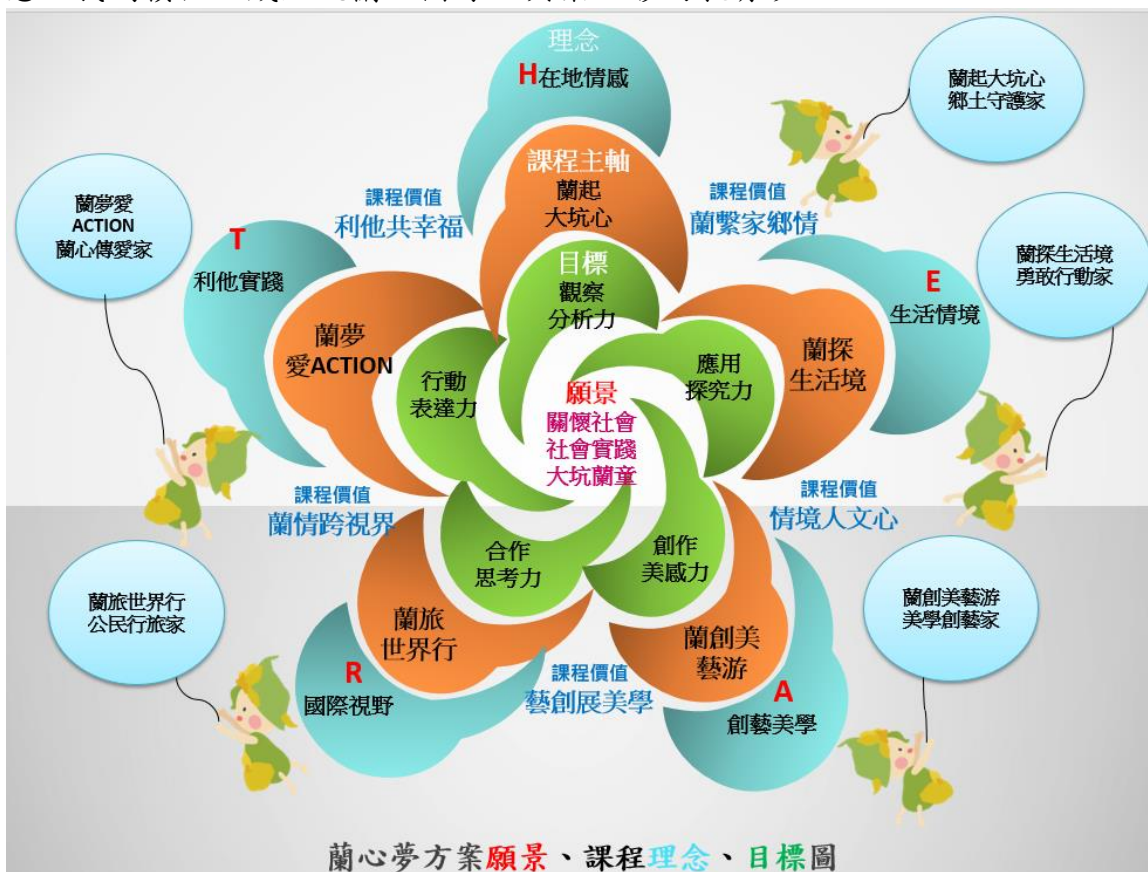 理念
H在地情感
課程主軸
蘭起
大坑心
目標
觀察
分析力
蘭起大坑心
鄉土守護家
課程價值
利他共幸福
課程價值
蘭繫家鄉情
蘭夢愛
ACTION
蘭心傳愛家
T
利他實踐
蘭夢
愛ACTION
行動
表達力
應用
探究力
蘭探
生活境
E
生活情境
蘭探生活境
勇敢行動家
願景
關懷社會
社會實踐
大坑蘭童
課程價值
蘭情跨視界
課程價值
情境人文心
合作
思考力
創作
美感力
蘭旅世界行
公民行旅家
蘭旅
世界行
R
國際視野
課程價值
藝創展美學
蘭創美
藝游
A
創藝美學
蘭創美藝游
美學創藝家
蘭心夢方案願景、課程理念、目標圖